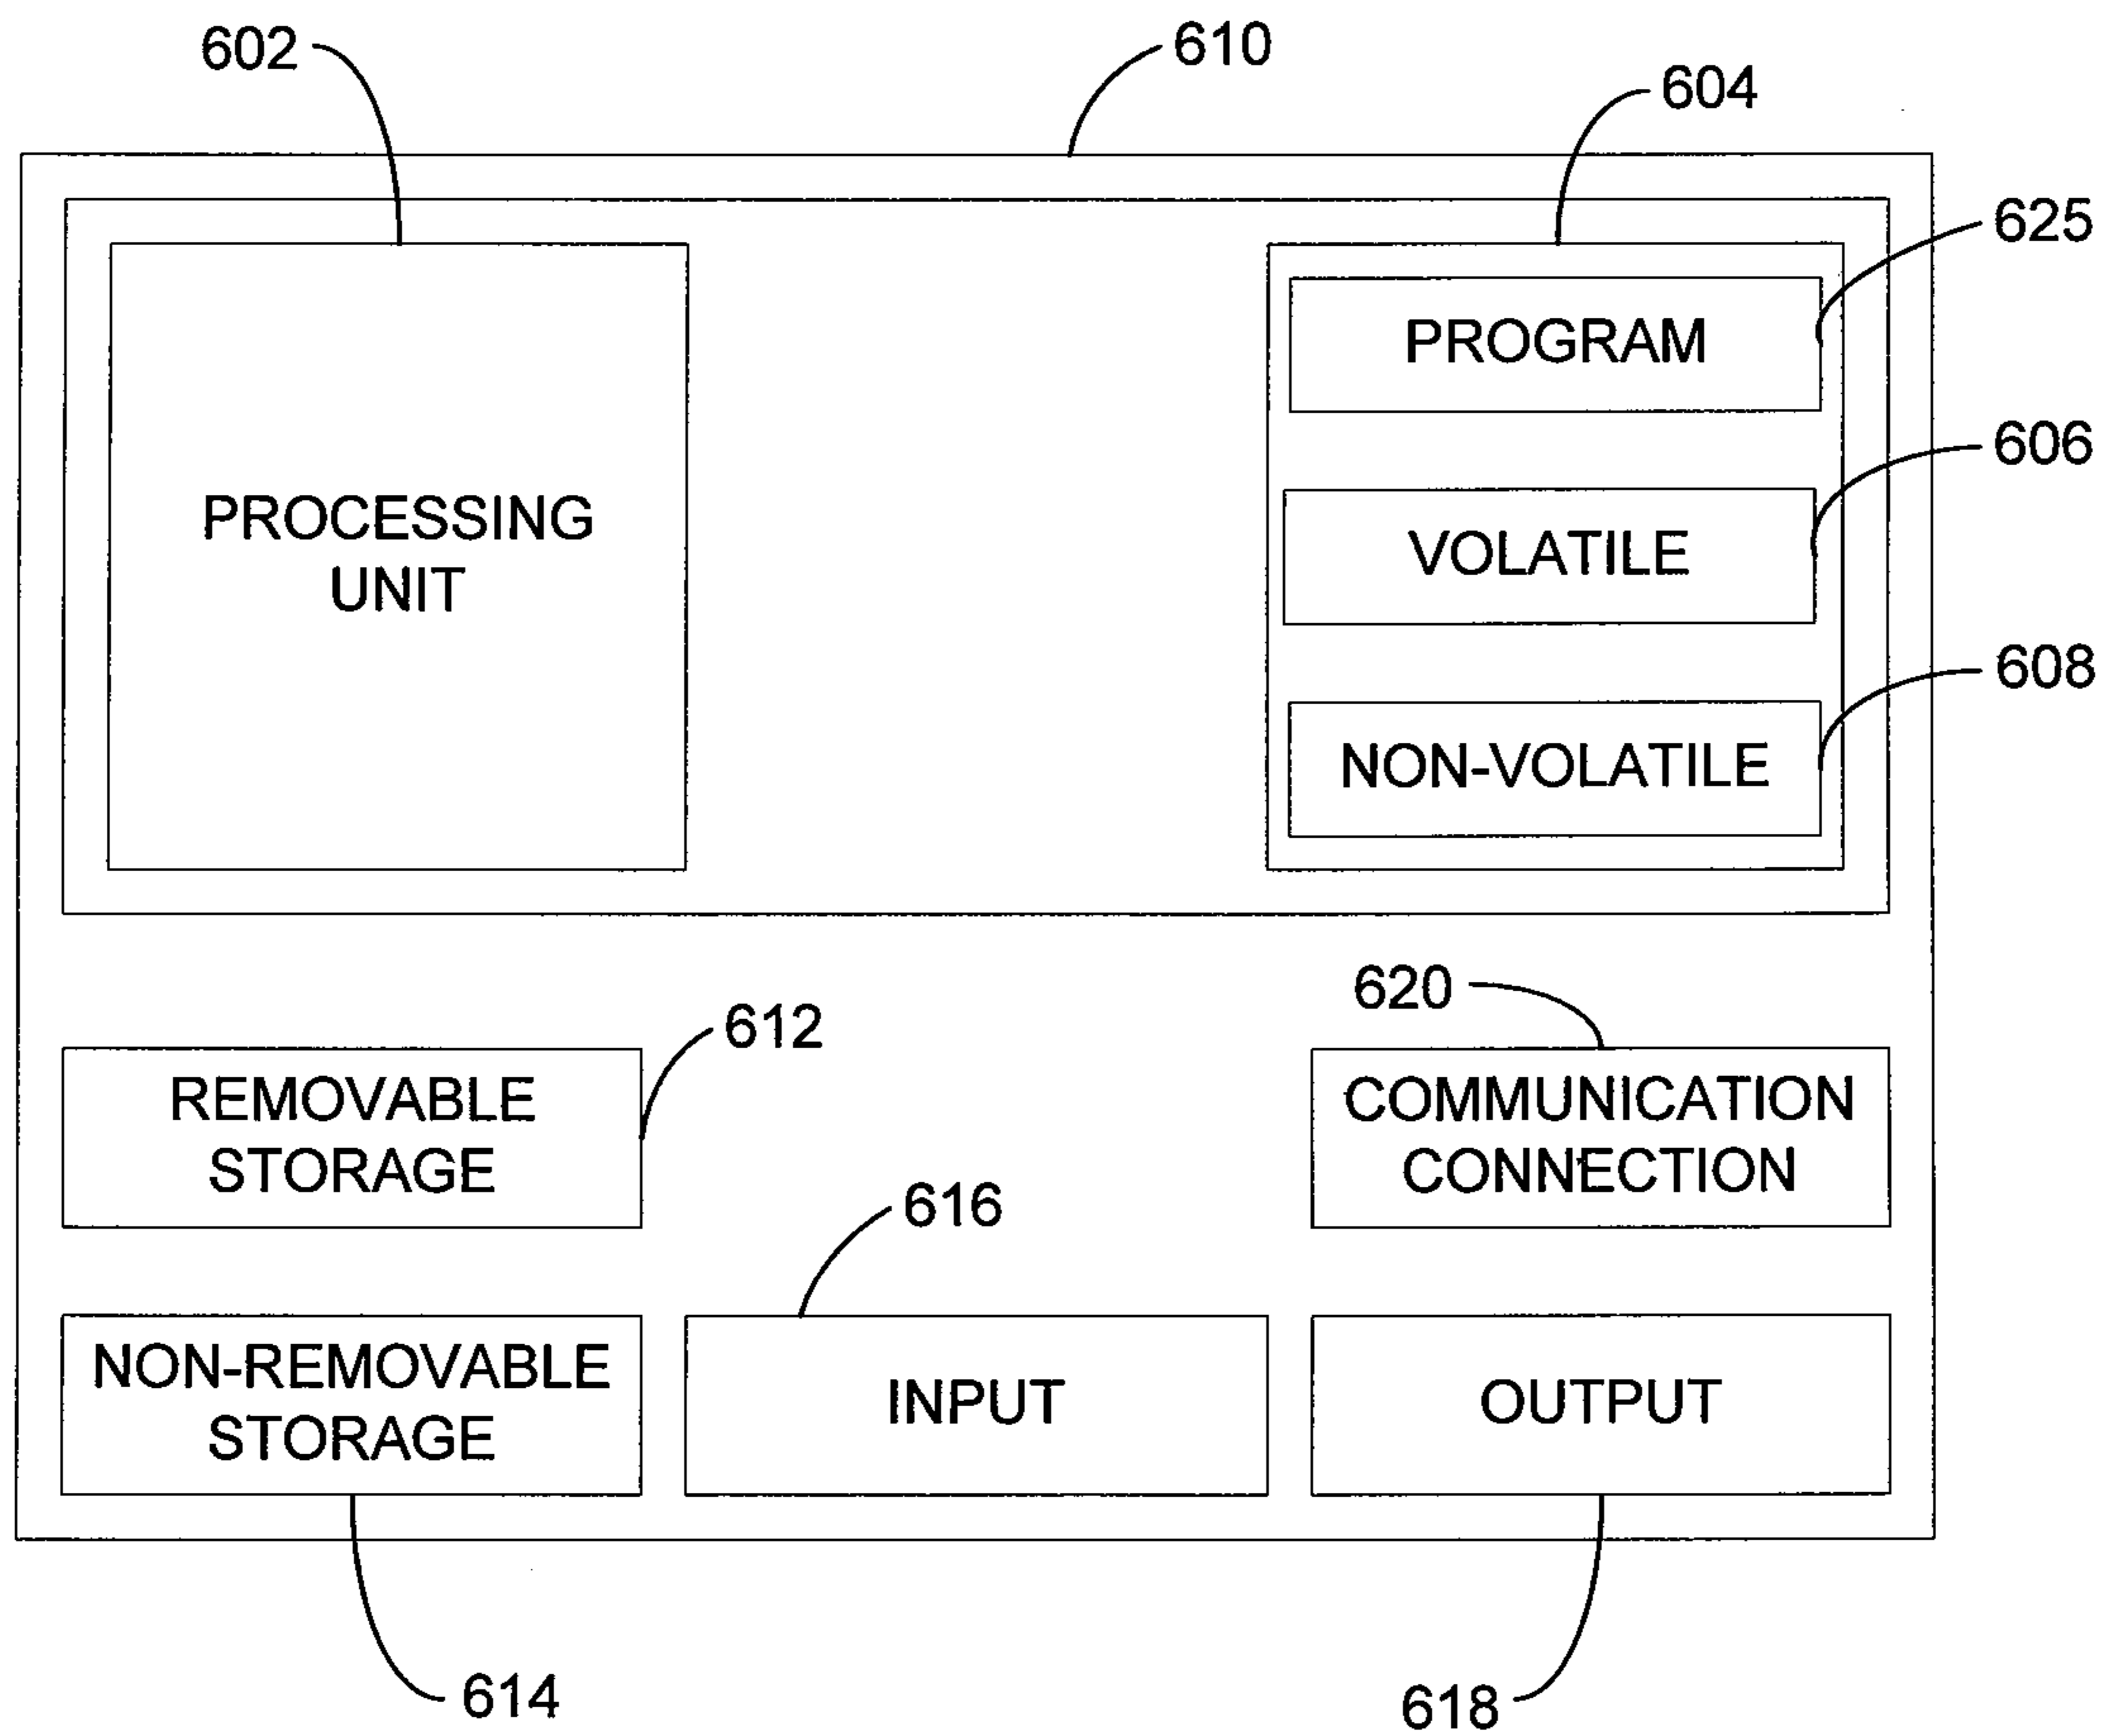 602
610
604
625
PROGRAM
606
PROCESSING
UNIT
VOLATILE
608
NON-VOLATILE
620
612
REMOVABLE
STORAGE
COMMUNICATION
CONNECTION
616
NON-REMOVABLE
STORAGE
INPUT
OUTPUT
614
618